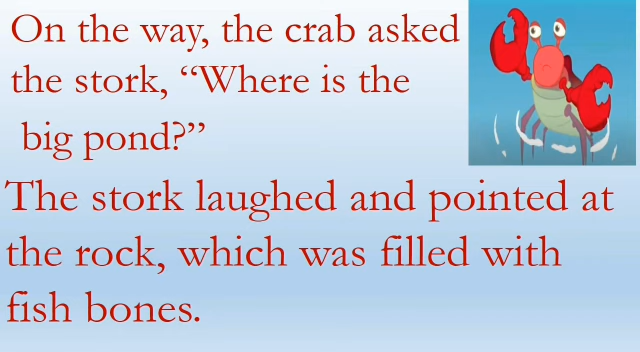 On the way, the crab asked
the stork, “Where is the
big pond?”
The stork laughed and pointed at
the rock, which was filled with
fish bones.